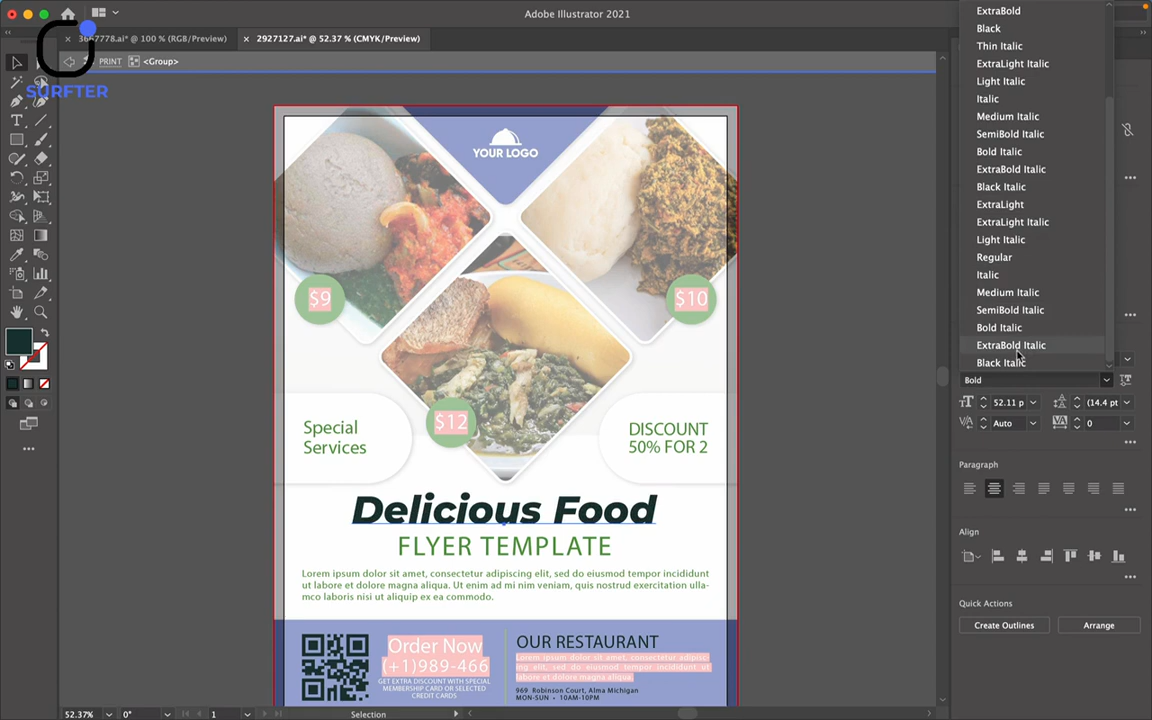 Adobe Illustrator 2021
3667778.ai* @ 100 % (RGB/Preview)
2927127.ai* @ 52.37 % (CMYK/Preview)
PRINT
<Group>
SURFTER
YOUR LOGO
$9
$10
$12
Special
Services
DISCOUNT
50% FOR 2
Delicious Food
FLYER TEMPLATE
Lorem ipsum dolor sit amet, consectetur adipiscing elit, sed do eiusmod tempor incididunt
ut labore et dolore magna aliqua. Ut enim ad mi nim veniam, quis nostrud exercitation ulla-
mco laboris nisi ut aliquip ex ea commodo.
Order Now
(+1)989-466
GET EXTRA DISCOUNT WITH SPECIAL
MEMBERSHIP CARD OR SELECTED
CREDIT CARDS
OUR RESTAURANT
Lorem ipsum dolor sit amet, consectetur adipisc-
ing elit, sed do eiusmod tempor incididunt ut
labore et dolore magna aliqua.
969 Robinson Court, Alma Michigan
MON-SUN • 10AM-10PM
ExtraBold
Black
Thin Italic
ExtraLight Italic
Light Italic
Italic
Medium Italic
SemiBold Italic
Bold Italic
ExtraBold Italic
Black Italic
ExtraLight
ExtraLight Italic
Light Italic
Regular
Italic
Medium Italic
SemiBold Italic
Bold Italic
ExtraBold Italic
Black Italic
Bold
52.11 p
(14.4 pt
Auto
0
Paragraph
Align
Quick Actions
Create Outlines
Arrange
52.37%
0°
1
Selection